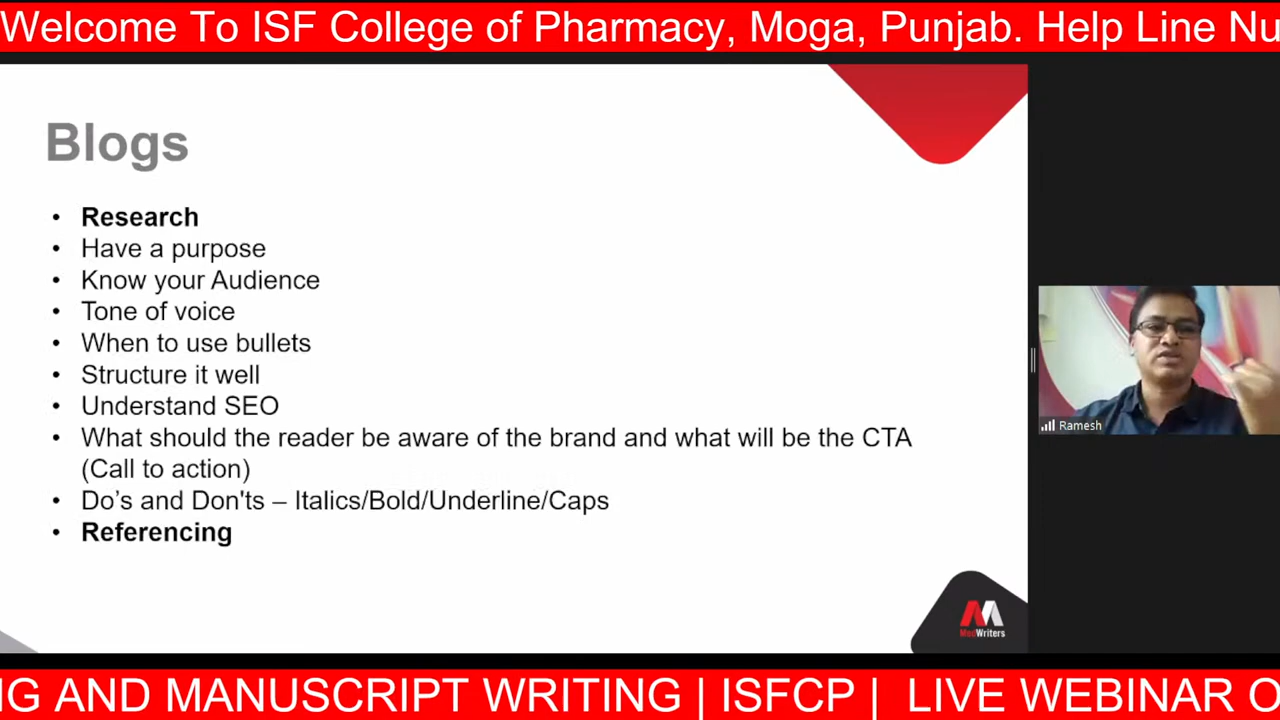 Welcome To ISF College of Pharmacy, Moga, Punjab. Help Line Nu
Blogs
• Research
• Have a purpose
• Know your Audience
• Tone of voice
• When to use bullets
• Structure it well
• Understand SEO
• What should the reader be aware of the brand and what will be the CTA
(Call to action)
• Do’s and Don'ts – Italics/Bold/Underline/Caps
• Referencing
Ramesh
MedWriters
IG AND MANUSCRIPT WRITING | ISFCP | LIVE WEBINAR O